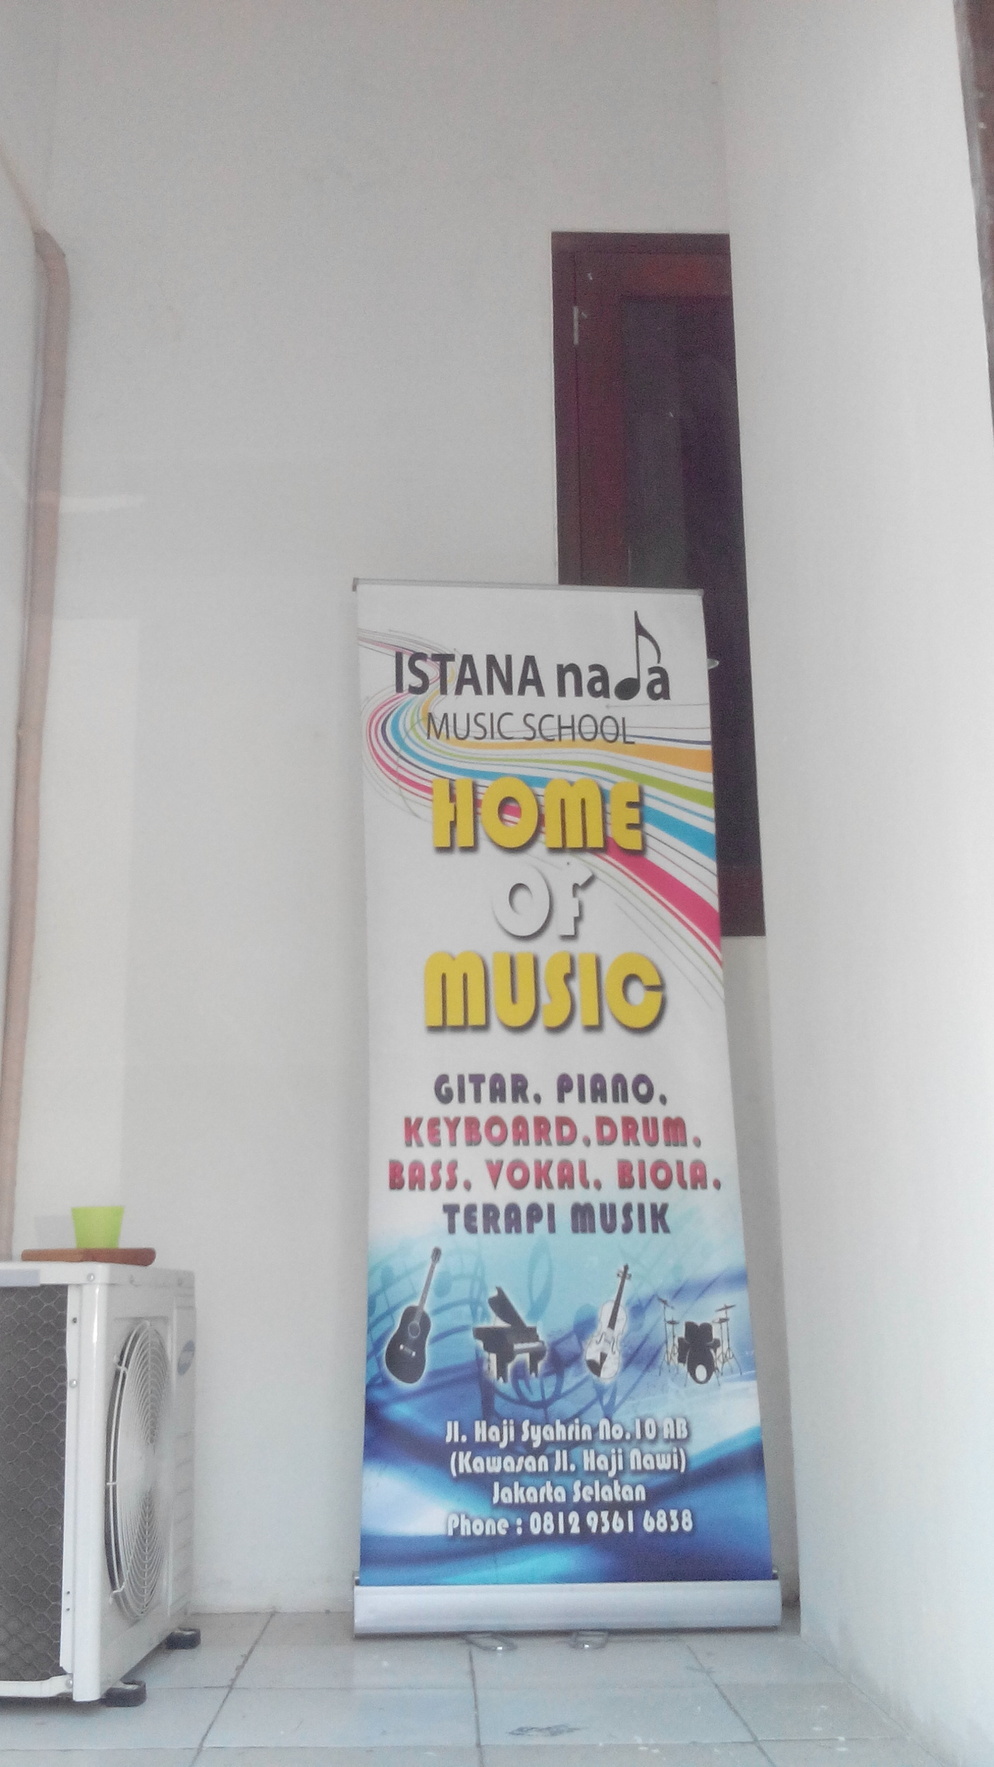 ISTANA nada
MUSIC SCHOOL
HOME
OF
MUSIC
GITAR, PIANO,
KEYBOARD, DRUM,
BASS, VOKAL, BIOLA,
TERAPI MUSIK
Jl. Haji Syahrin No.10 AB
(Kawasan Jl. Haji Nawi)
Jakarta Selatan
Phone : 0812 9361 6838